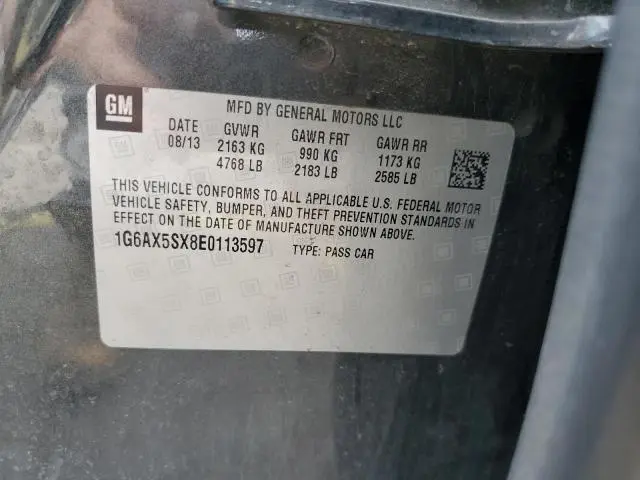 GM
MFD BY GENERAL MOTORS LLC
DATE GVWR GAWR FRT GAWR RR
08/13 2163 KG 990 KG 1173 KG
4768 LB 2183 LB 2585 LB
THIS VEHICLE CONFORMS TO ALL APPLICABLE U.S. FEDERAL MOTOR
VEHICLE SAFETY, BUMPER, AND THEFT PREVENTION STANDARDS IN
EFFECT ON THE DATE OF MANUFACTURE SHOWN ABOVE.
1G6AX5SX8E0113597 TYPE: PASS CAR